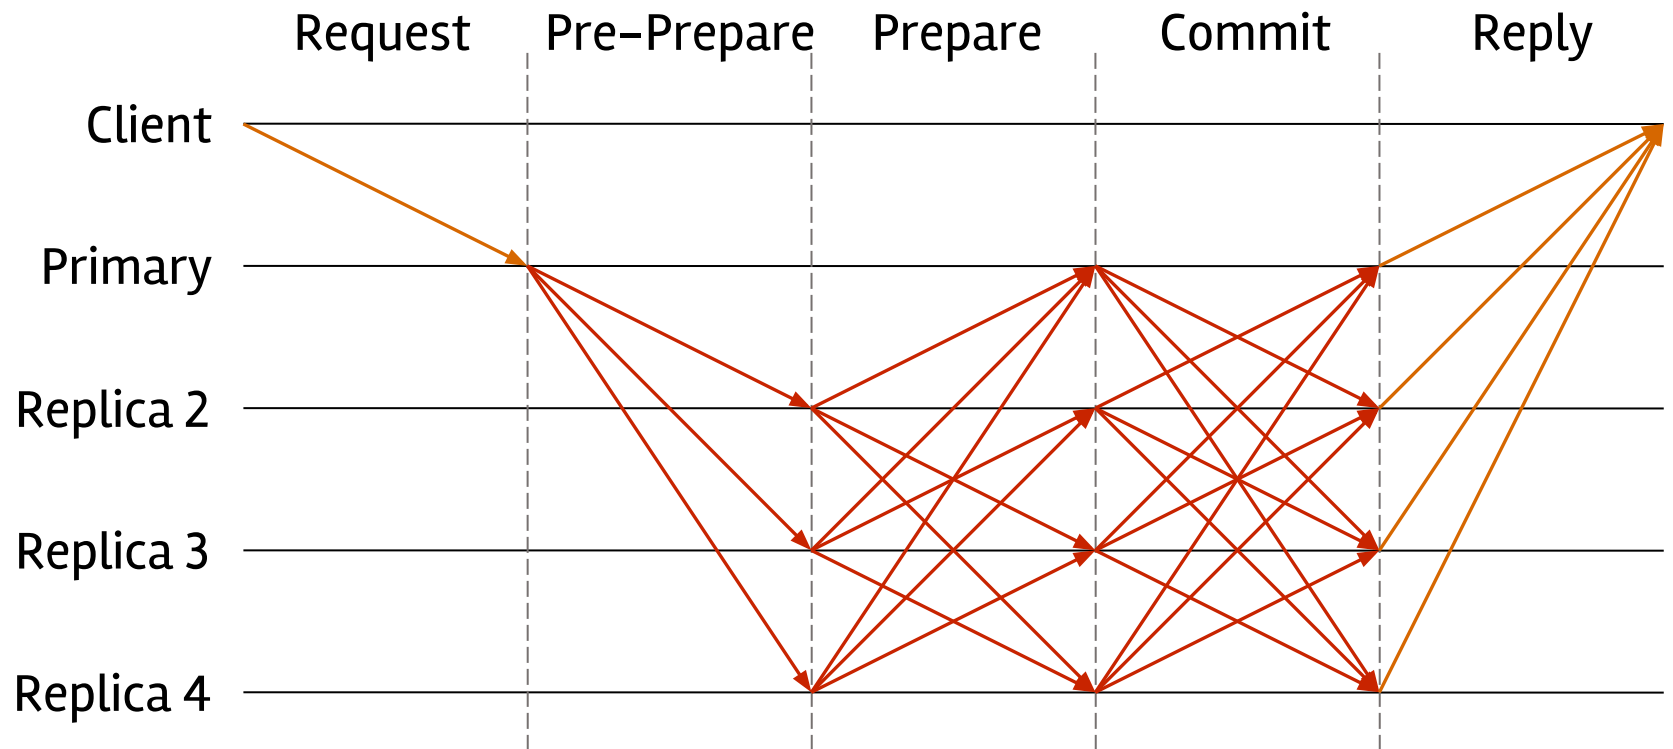 Request Pre-Prepare Prepare Commit Reply
Client
Primary
Replica 2
Replica 3
Replica 4